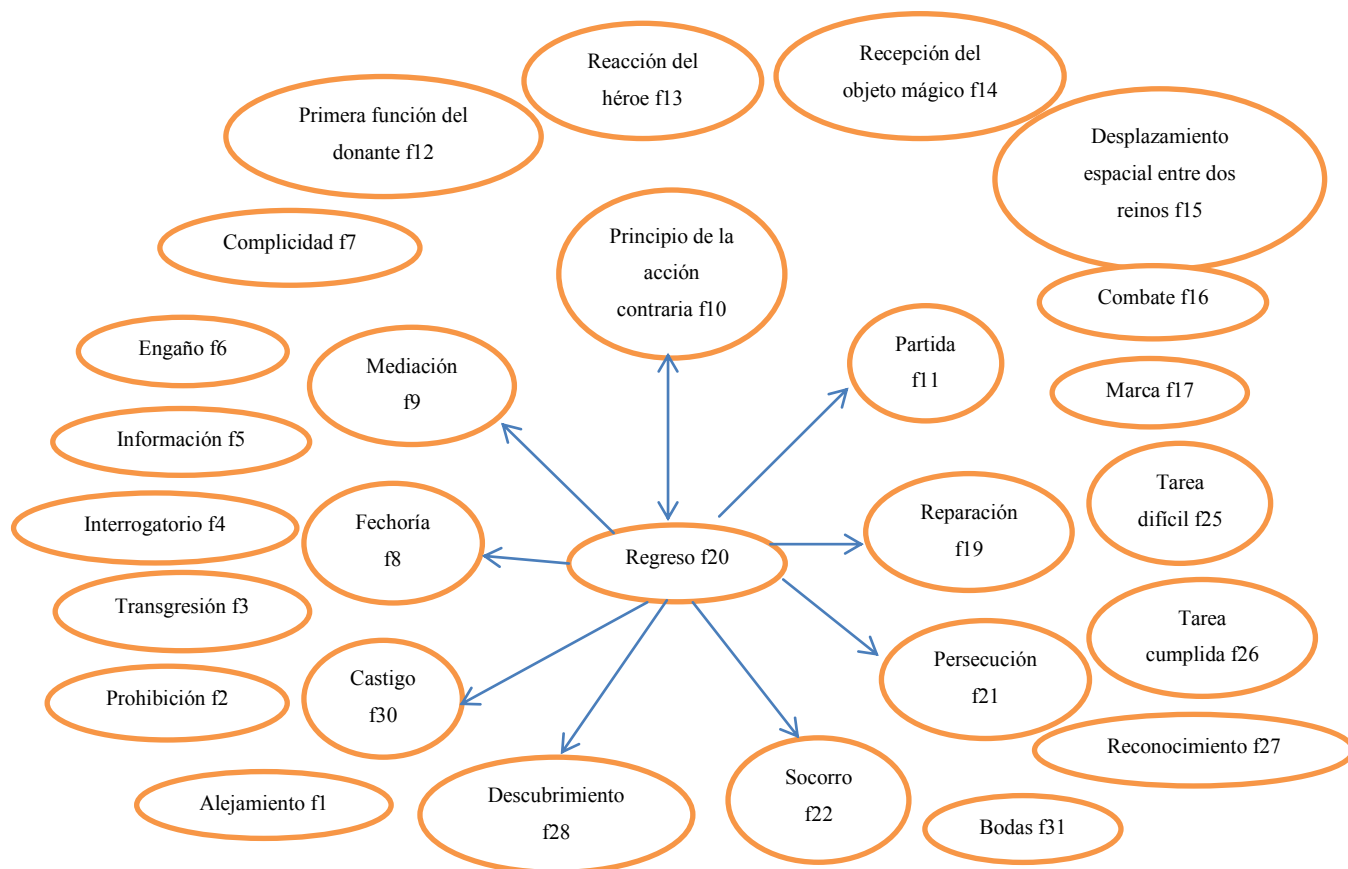 Reacción del
héroe f13
Recepción del
objeto mágico f14
Primera función del
donante f12
Desplazamiento
espacial entre dos
reinos f15
Complicidad f7
Principio de la
acción
contraria f10
Combate f16
Engaño f6
Mediación
f9
Partida
f11
Marca f17
Información f5
Interrogatorio f4
Fechoría
f8
Regreso f20
Reparación
f19
Tarea
difícil f25
Transgresión f3
Tarea
cumplida f26
Prohibición f2
Castigo
f30
Persecución
f21
Reconocimiento f27
Alejamiento f1
Descubrimiento
f28
Socorro
f22
Bodas f31